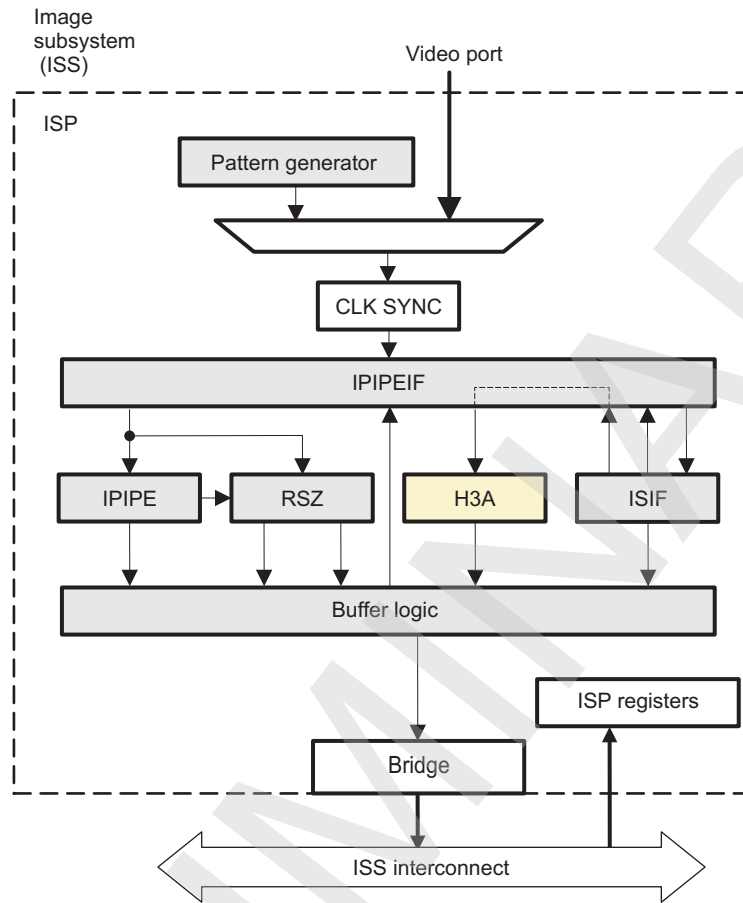 Image
subsystem
(ISS)
Video port
ISP
Pattern generator
CLK SYNC
IPIPEIF
IPIPE
RSZ
H3A
ISIF
Buffer logic
ISP registers
Bridge
ISS interconnect